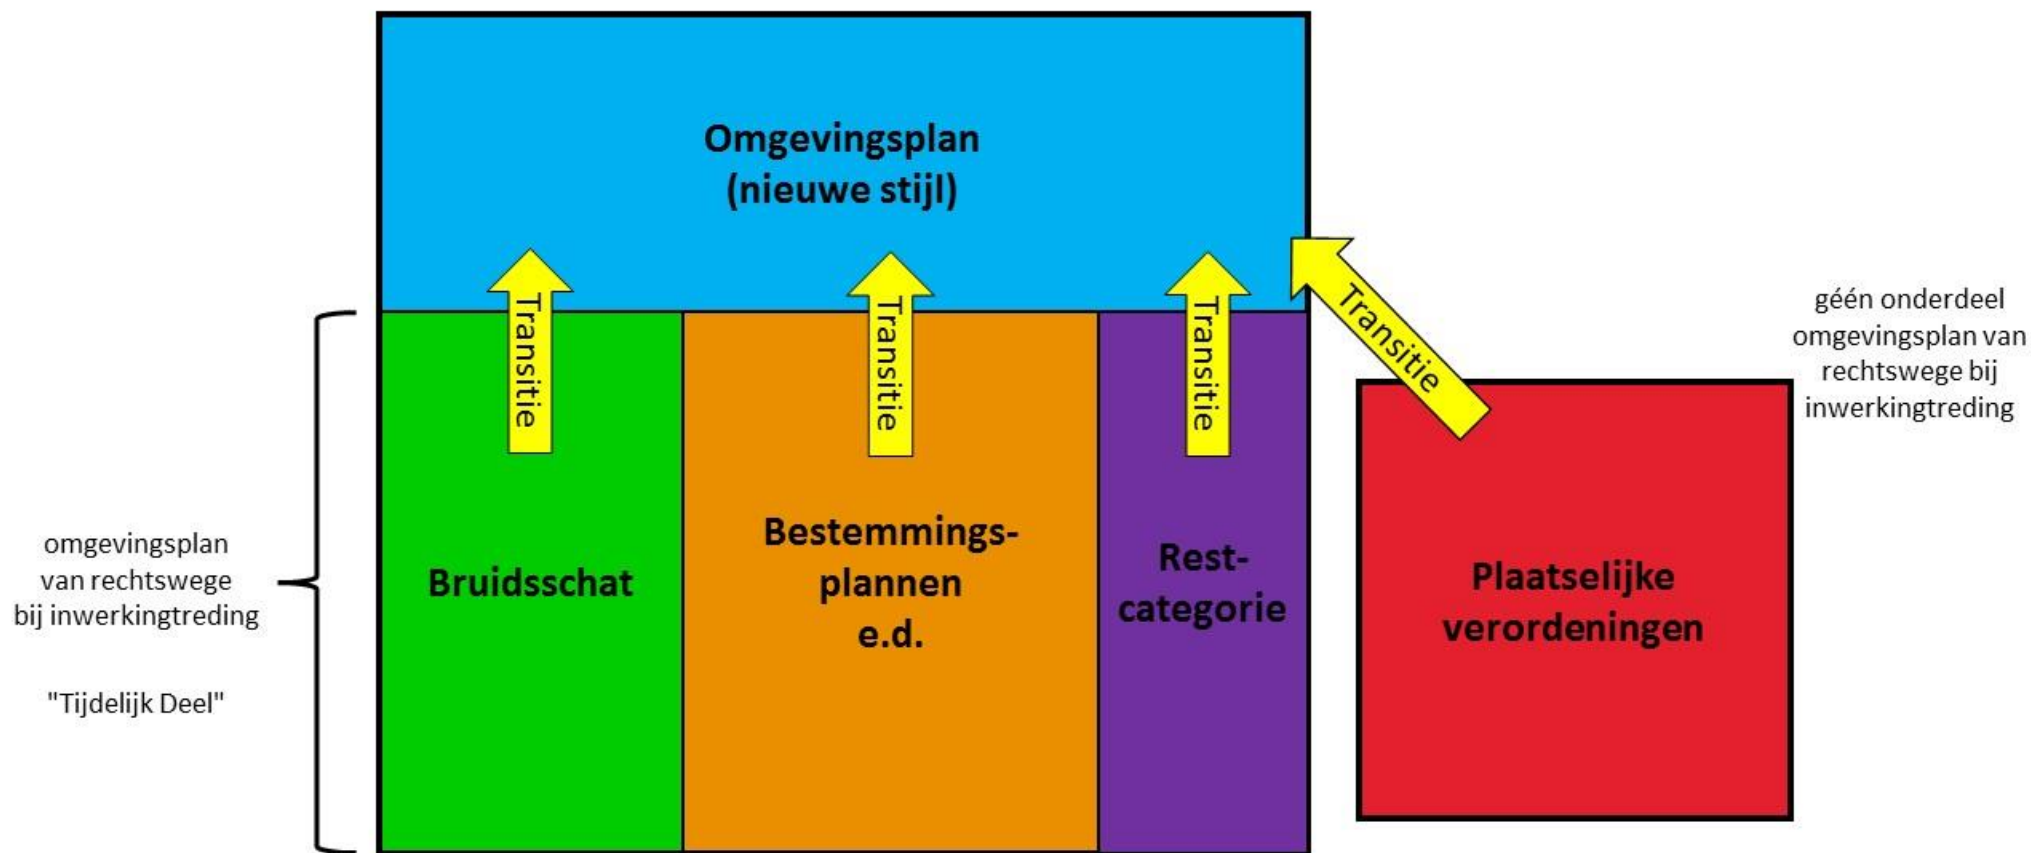 Omgevingsplan
(nieuwe stijl)
Transitie
Transitie
Transitie
Transitie
géén onderdeel
omgevingsplan van
rechtswege bij
inwerkingtreding
omgevingsplan
van rechtswege
bij inwerkingtreding
"Tijdelijk Deel"
Bruidsschat
Bestemmings-
plannen
e.d.
Rest-
categorie
Plaatselijke
verordeningen